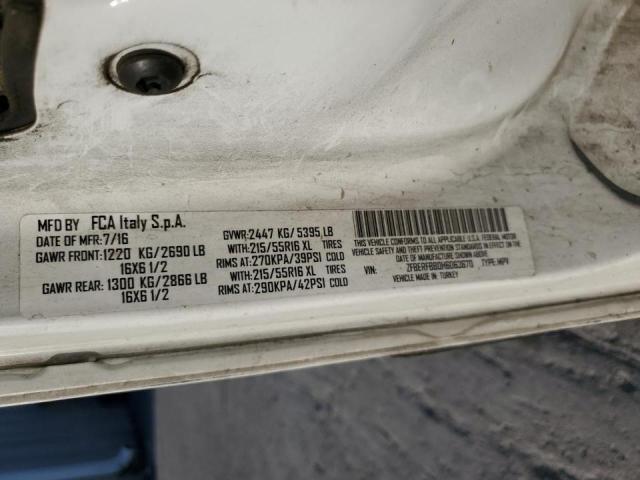 MFD BY FCA Italy S.p.A.
DATE OF MFR:7/16 GVWR:2447 KG/5395 LB
GAWR FRONT:1220 KG/2690 LB WITH:215/55R16 XL TIRES
16X6 1/2 RIMS AT:270KPA/39PSI COLD
GAWR REAR: 1300 KG/2866 LB WITH:215/55R16 XL TIRES
16X6 1/2 RIMS AT:290KPA/42PSI COLD
THIS VEHICLE CONFORMS TO ALL APPLICABLE U.S.A. FEDERAL MOTOR
VEHICLE SAFETY, BUMPER, AND THEFT PREVENTION STANDARDS IN EFFECT ON THE
DATE OF MANUFACTURE SHOWN ABOVE
VIN: TYPE: MPV
VEHICLE MADE IN: TURKEY